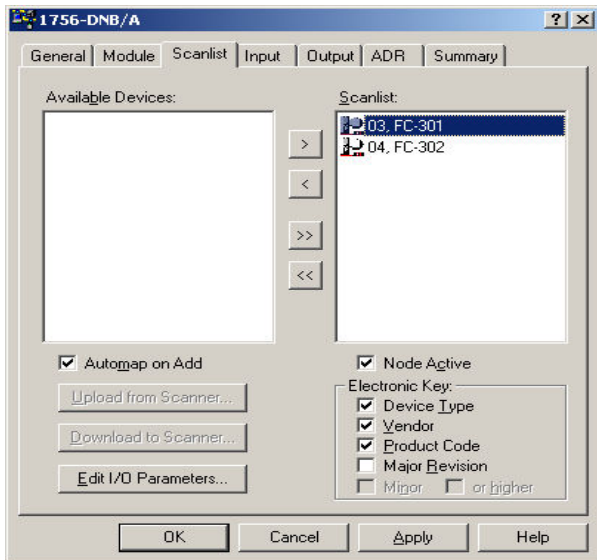 1756-DNB/A
General Module Scanlist Input Output ADR Summary
Available Devices:
Scanlist:
03, FC-301
04, FC-302
>
<
>>
<<
Automap on Add
Node Active
Upload from Scanner...
Download to Scanner...
Edit I/O Parameters...
Electronic Key:
Device Type
Vendor
Product Code
Major Revision
Minor or higher
OK Cancel Apply Help